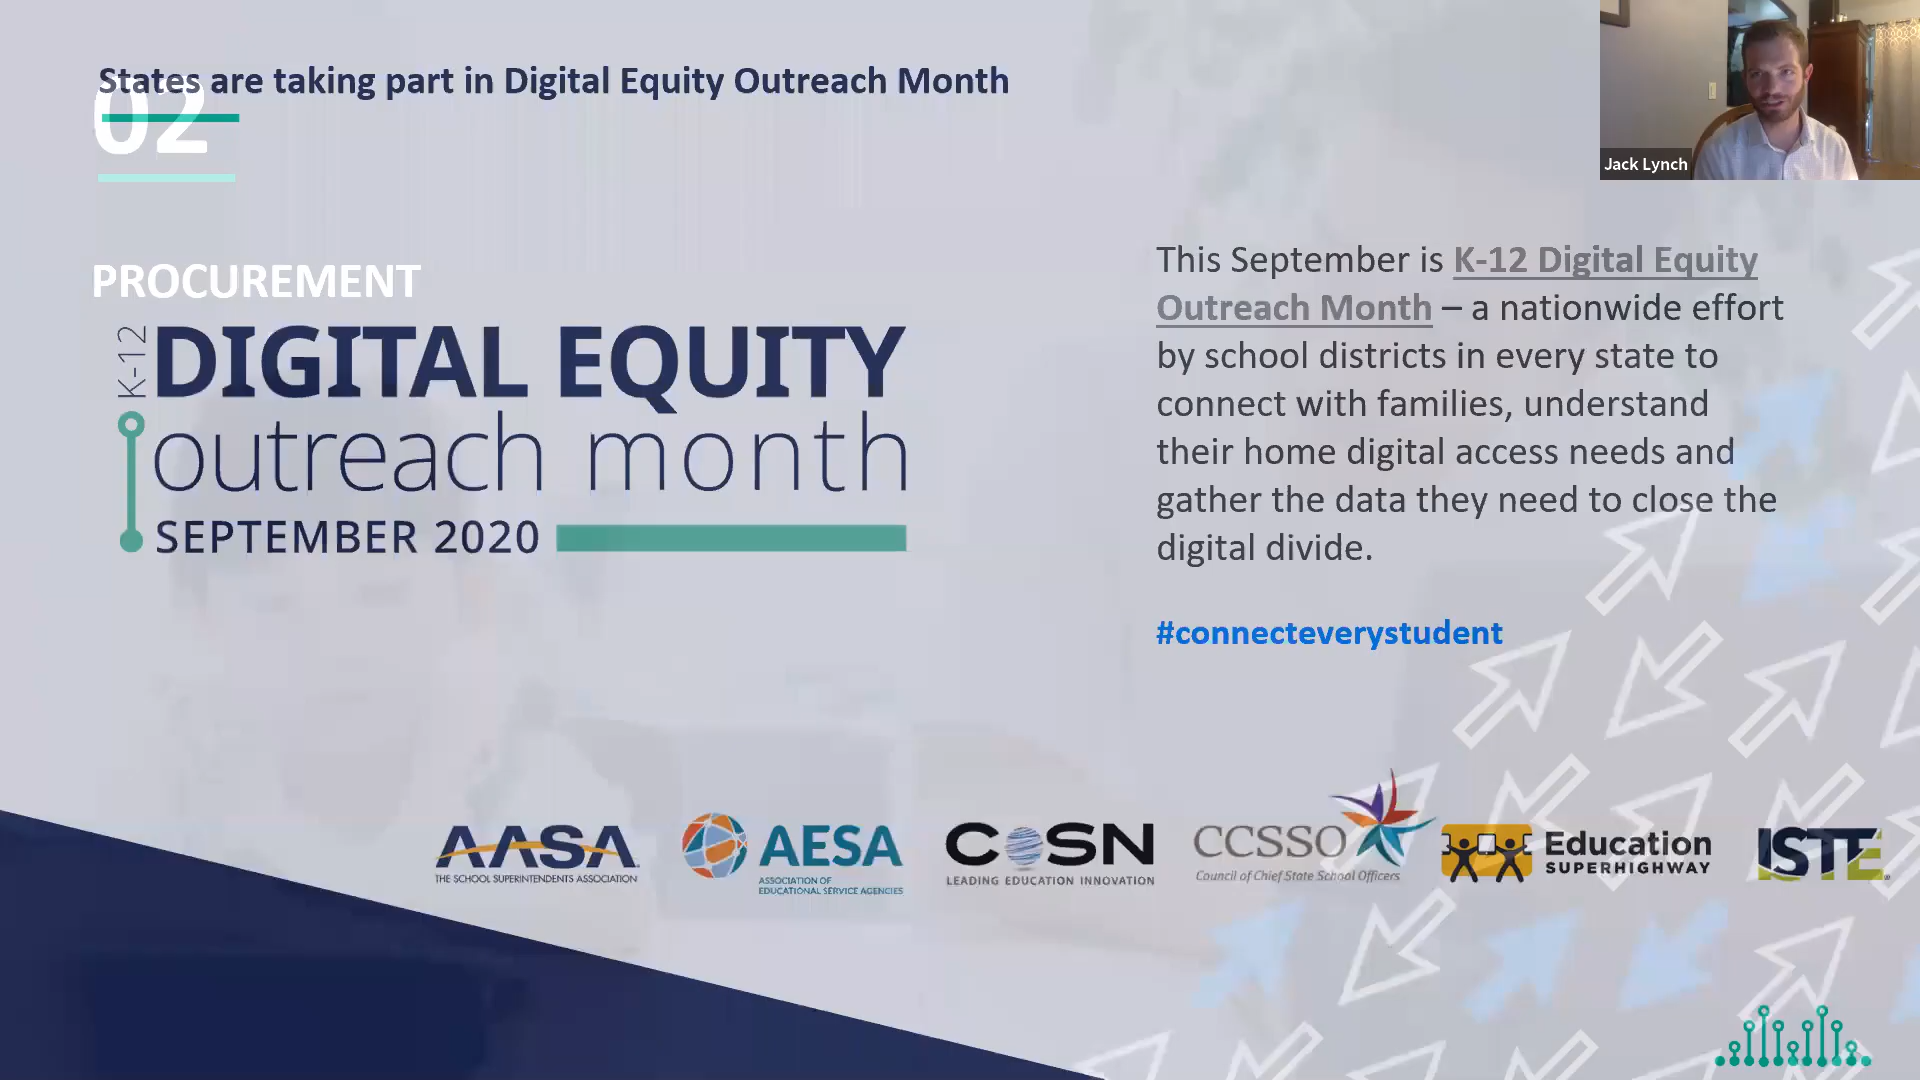 States are taking part in Digital Equity Outreach Month
02
Jack Lynch
PROCUREMENT
K-12
DIGITAL EQUITY
outreach month
SEPTEMBER 2020
This September is K-12 Digital Equity
Outreach Month – a nationwide effort
by school districts in every state to
connect with families, understand
their home digital access needs and
gather the data they need to close the
digital divide.
#connecteverystudent
AASA
THE SCHOOL SUPERINTENDENTS ASSOCIATION
AESA
ASSOCIATION OF
EDUCATIONAL SERVICE AGENCIES
COSN
LEADING EDUCATION INNOVATION
CCSSO
Council of Chief State School Officers
Education
SUPERHIGHWAY
ISTE®